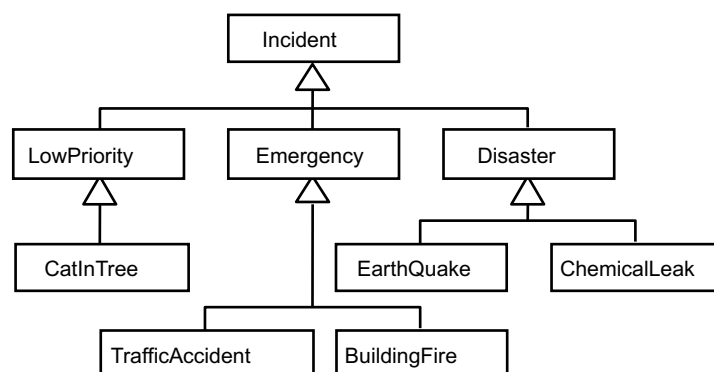 Incident
LowPriority
Emergency
Disaster
CatInTree
EarthQuake
ChemicalLeak
TrafficAccident
BuildingFire